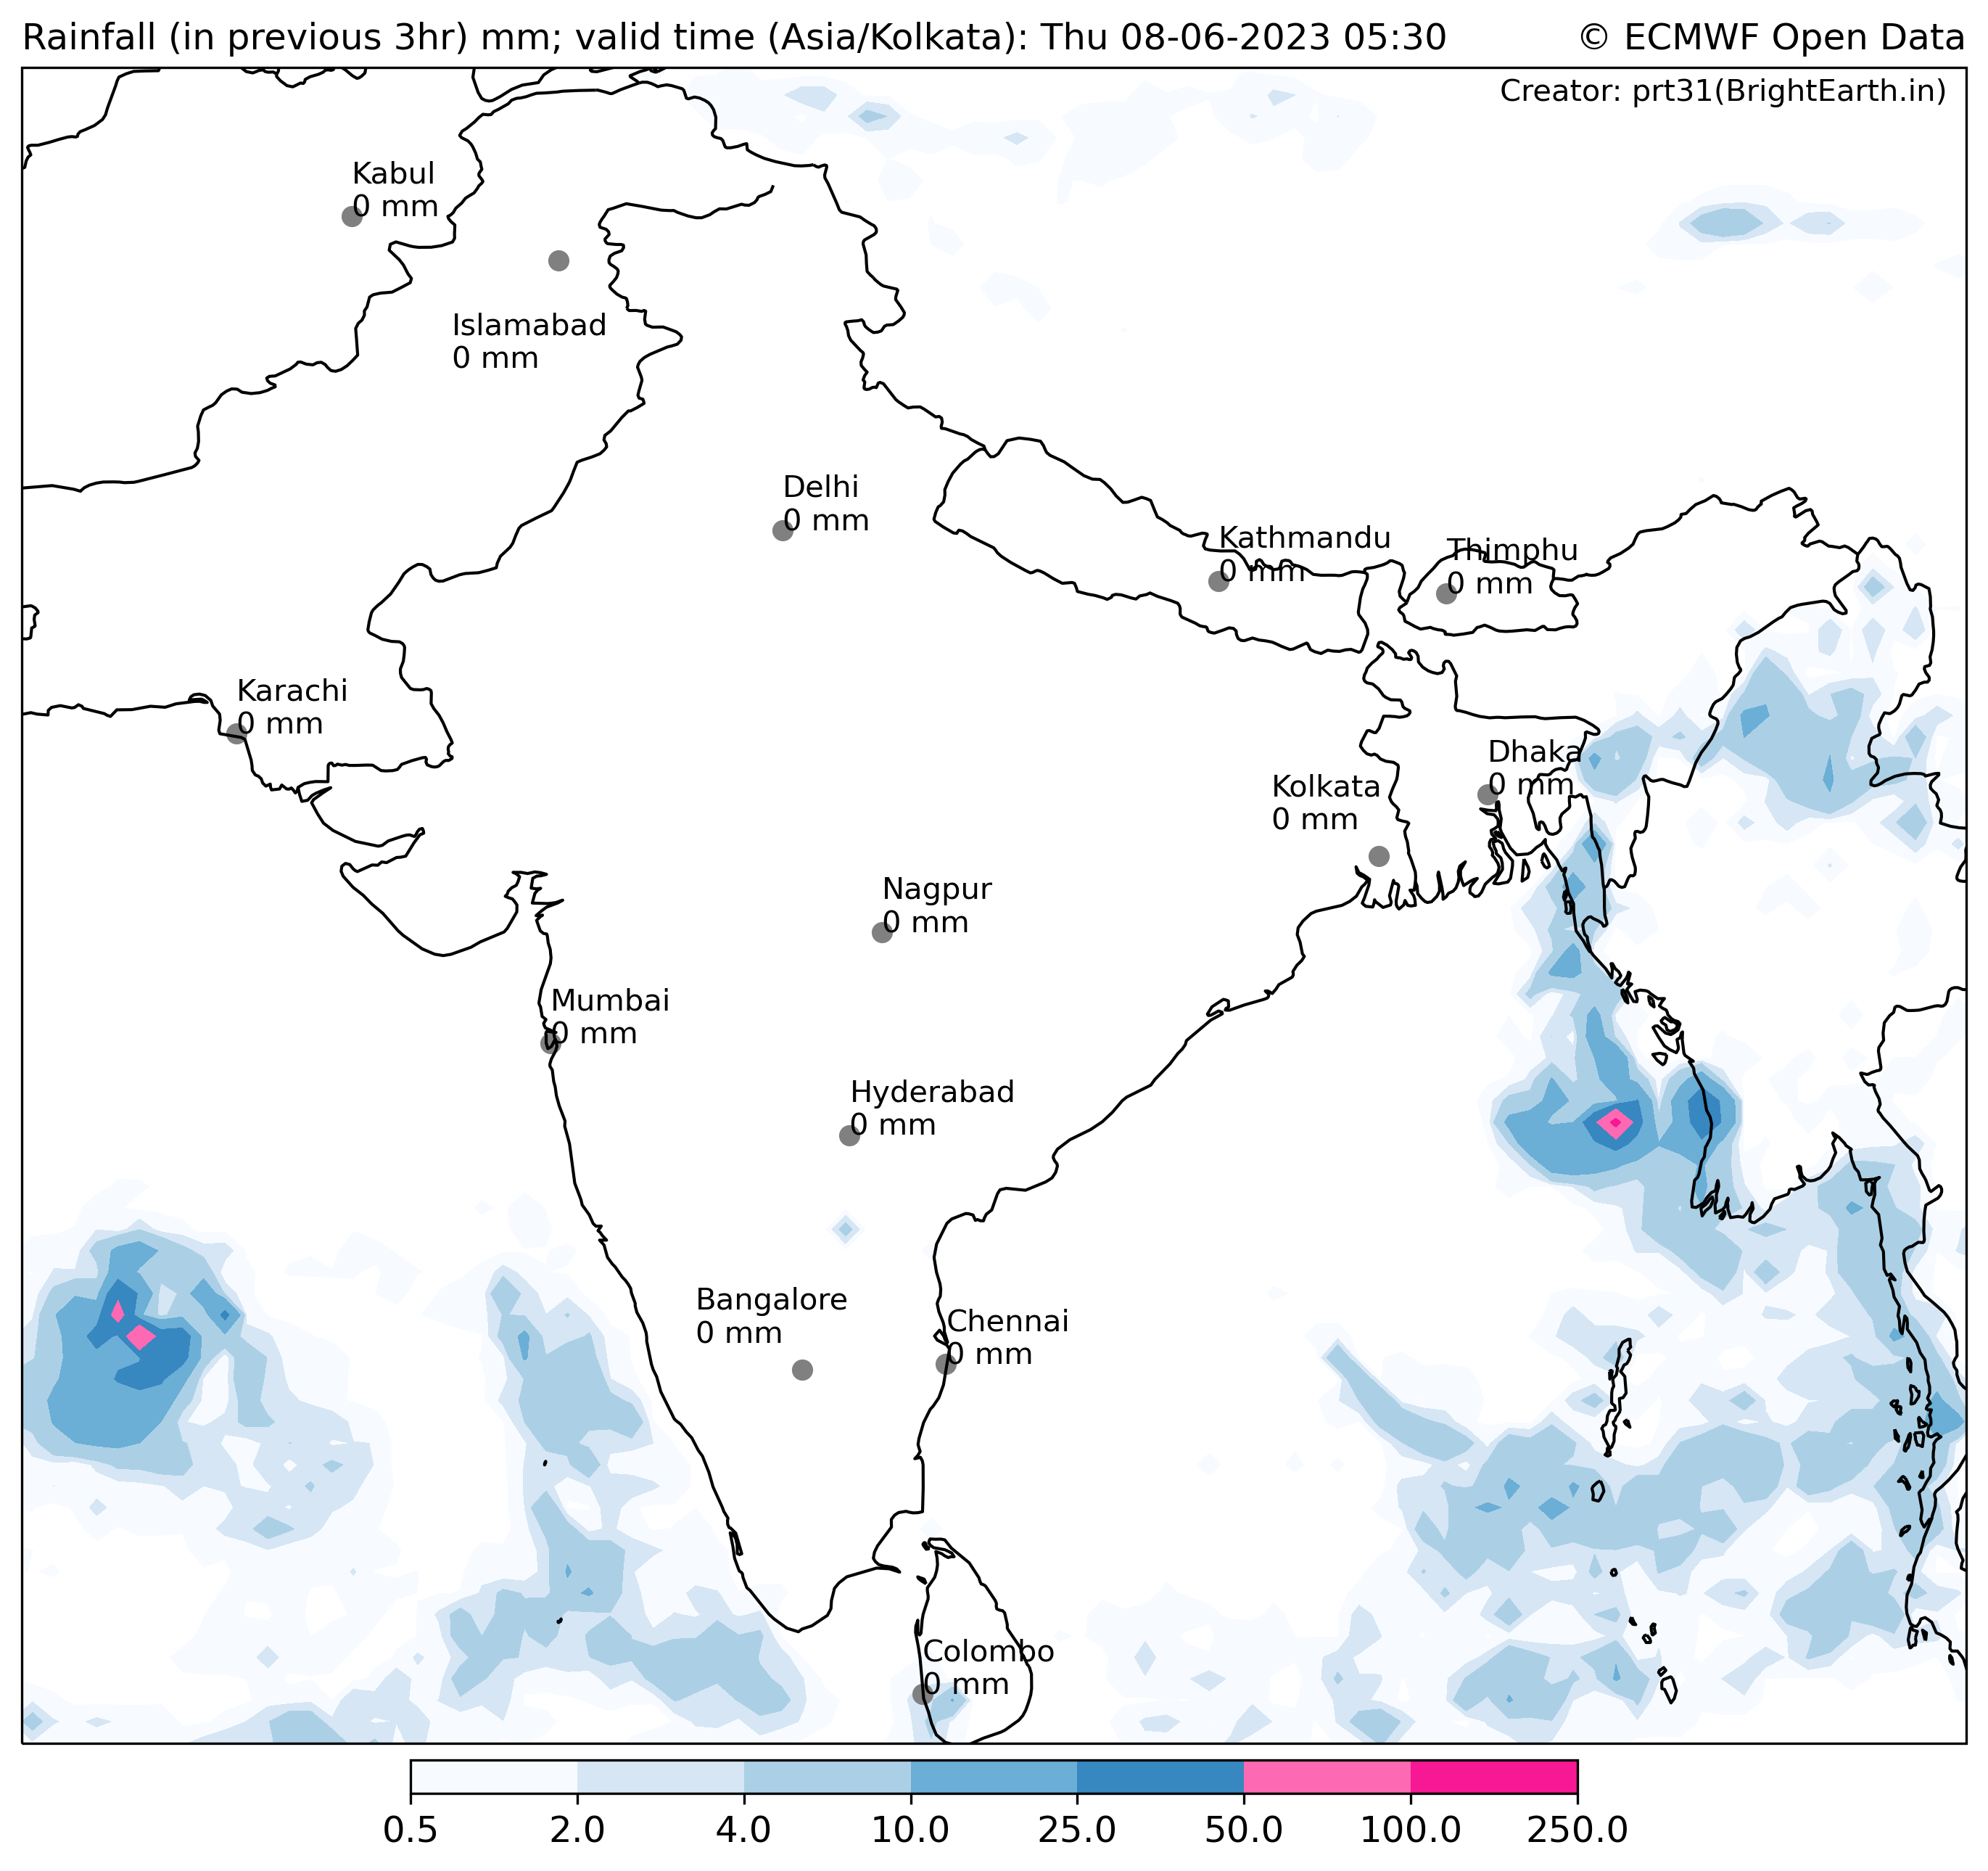 Rainfall (in previous 3hr) mm; valid time (Asia/Kolkata): Thu 08-06-2023 05:30
© ECMWF Open Data
Creator: prt31(BrightEarth.in)
Kabul
0 mm
Islamabad
0 mm
Delhi
0 mm
Kathmandu
0 mm
Thimphu
0 mm
Karachi
0 mm
Dhaka
0 mm
Kolkata
0 mm
Nagpur
0 mm
Mumbai
0 mm
Hyderabad
0 mm
Bangalore
0 mm
Chennai
0 mm
Colombo
0 mm
0.5 2.0 4.0 10.0 25.0 50.0 100.0 250.0